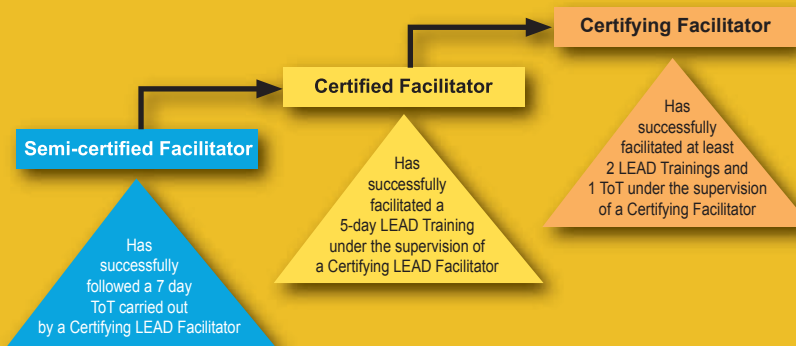 Semi-certified Facilitator
Has
successfully
followed a 7 day
ToT carried out
by a Certifying LEAD Facilitator
Certified Facilitator
Has
successfully
facilitated a
5-day LEAD Training
under the supervision of
a Certifying LEAD Facilitator
Certifying Facilitator
Has
successfully
facilitated at least
2 LEAD Trainings and
1 ToT under the supervision
of a Certifying Facilitator